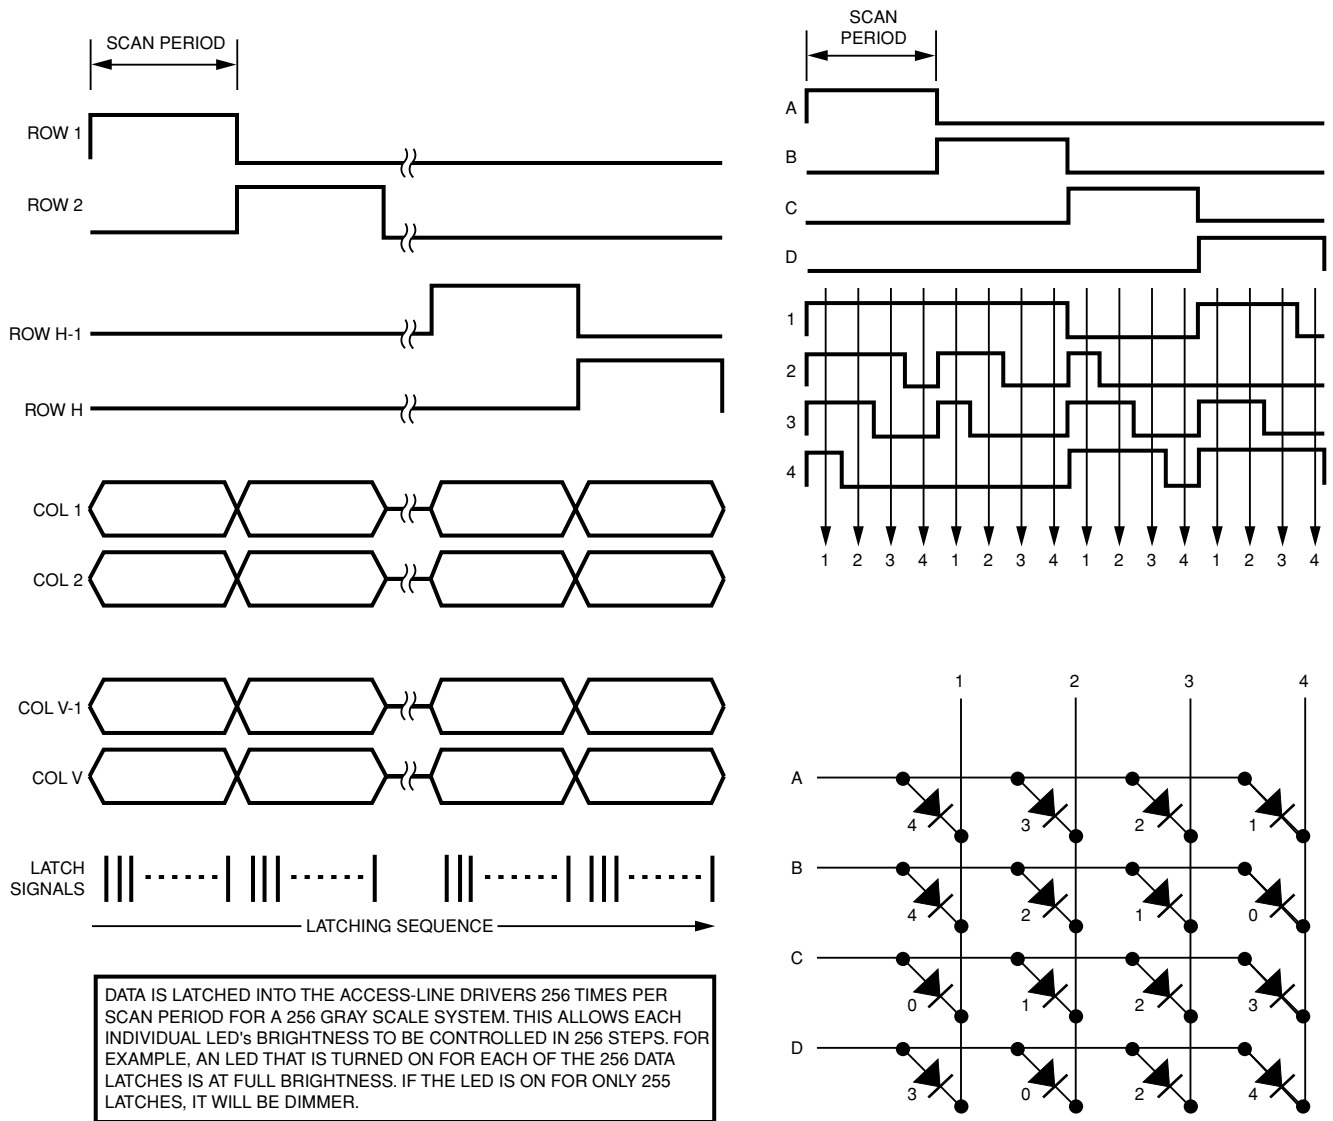 SCAN PERIOD
ROW 1
ROW 2
ROW H-1
ROW H
COL 1
COL 2
COL V-1
COL V
LATCH
SIGNALS
LATCHING SEQUENCE
DATA IS LATCHED INTO THE ACCESS-LINE DRIVERS 256 TIMES PER
SCAN PERIOD FOR A 256 GRAY SCALE SYSTEM. THIS ALLOWS EACH
INDIVIDUAL LED's BRIGHTNESS TO BE CONTROLLED IN 256 STEPS. FOR
EXAMPLE, AN LED THAT IS TURNED ON FOR EACH OF THE 256 DATA
LATCHES IS AT FULL BRIGHTNESS. IF THE LED IS ON FOR ONLY 255
LATCHES, IT WILL BE DIMMER.
SCAN
PERIOD
A
B
C
D
1
2
3
4
1 2 3 4 1 2 3 4 1 2 3 4 1 2 3 4
1 2 3 4
A
4 3 2 1
B
4 2 1 0
C
0 1 2 3
D
3 0 2 4